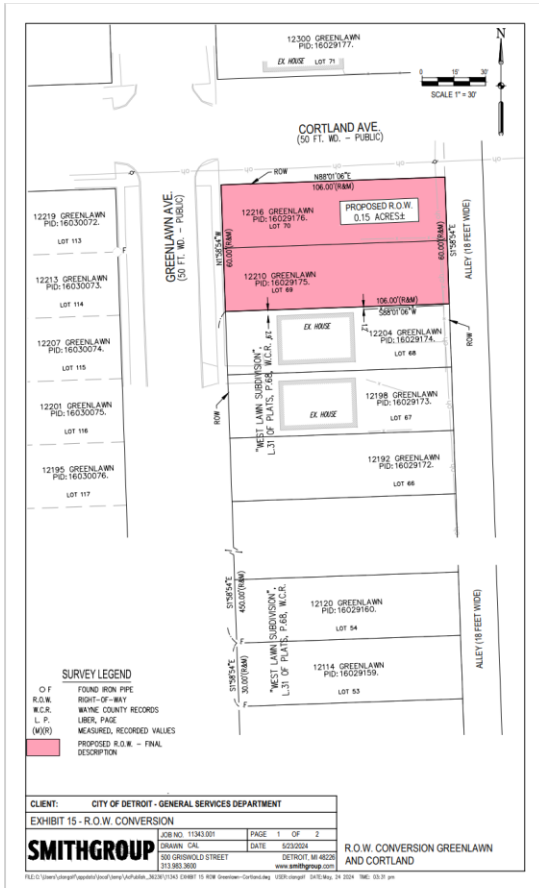 12300 GREENLAWN
PID: 16029177.
EX. HOUSE LOT 71
N
0 15' 30'
SCALE 1" = 30'
CORTLAND AVE.
(50 FT. WD. - PUBLIC)
ROW
N88°01'06"E
106.00'(R&M)
GREENLAWN AVE.
(50 FT. WD. - PUBLIC)
N1°58'54"W
60.00'(R&M)
12216 GREENLAWN
PID: 16029176.
LOT 70
PROPOSED R.O.W.
0.15 ACRES±
S1°58'54"E
60.00'(R&M)
ALLEY (18 FEET WIDE)
12210 GREENLAWN
PID: 16029175.
LOT 69
106.00'(R&M)
S88°01'06"W
12219 GREENLAWN
PID: 16030072.
LOT 113
F
12213 GREENLAWN
PID: 16030073.
LOT 114
12207 GREENLAWN
PID: 16030074.
LOT 115
12201 GREENLAWN
PID: 16030075.
LOT 116
12195 GREENLAWN
PID: 16030076.
LOT 117
EX. HOUSE
12204 GREENLAWN
PID: 16029174.
LOT 68
ROW
ROW
"WEST LAWN SUBDIVISION",
L.31 OF PLATS, P.68, W.C.R.
EX. HOUSE
12198 GREENLAWN
PID: 16029173.
LOT 67
12192 GREENLAWN
PID: 16029172.
LOT 66
S1°58'54"E
450.00'(R&M)
"WEST LAWN SUBDIVISION",
L.31 OF PLATS, P.68, W.C.R.
12120 GREENLAWN
PID: 16029160.
LOT 54
F
ALLEY (18 FEET WIDE)
S1°58'54"E
30.00'(R&M)
12114 GREENLAWN
PID: 16029159.
LOT 53
F
SURVEY LEGEND
O F FOUND IRON PIPE
R.O.W. RIGHT-OF-WAY
W.C.R. WAYNE COUNTY RECORDS
L. P. LIBER, PAGE
(M)(R) MEASURED, RECORDED VALUES
PROPOSED R.O.W. - FINAL
DESCRIPTION
CLIENT: CITY OF DETROIT - GENERAL SERVICES DEPARTMENT
EXHIBIT 15 - R.O.W. CONVERSION
SMITHGROUP
JOB NO. 11343.001 PAGE 1 OF 2
DRAWN CAL DATE 5/23/2024
500 GRISWOLD STREET DETROIT, MI 48226
313.983.3600 www.smithgroup.com
R.O.W. CONVERSION GREENLAWN
AND CORTLAND